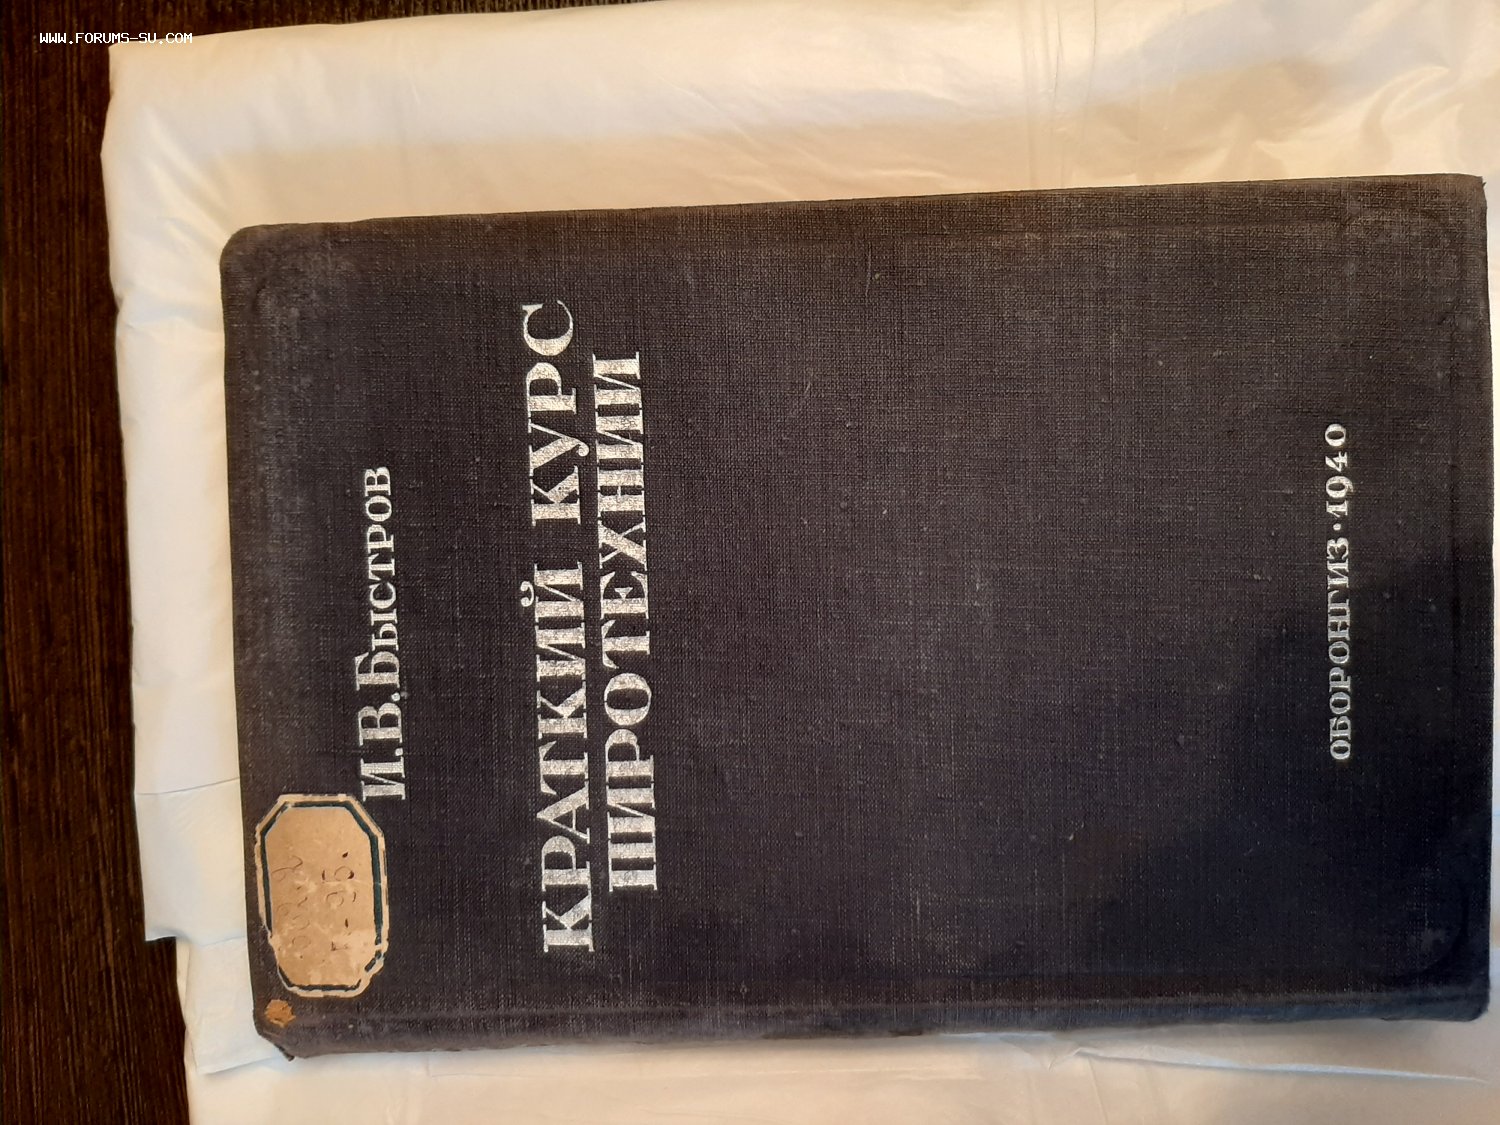 www.forums-su.com
И.В.Быстров
КРАТКИЙ КУРС
ПИРОТЕХНИИ
ОБОРОНГИЗ·1940